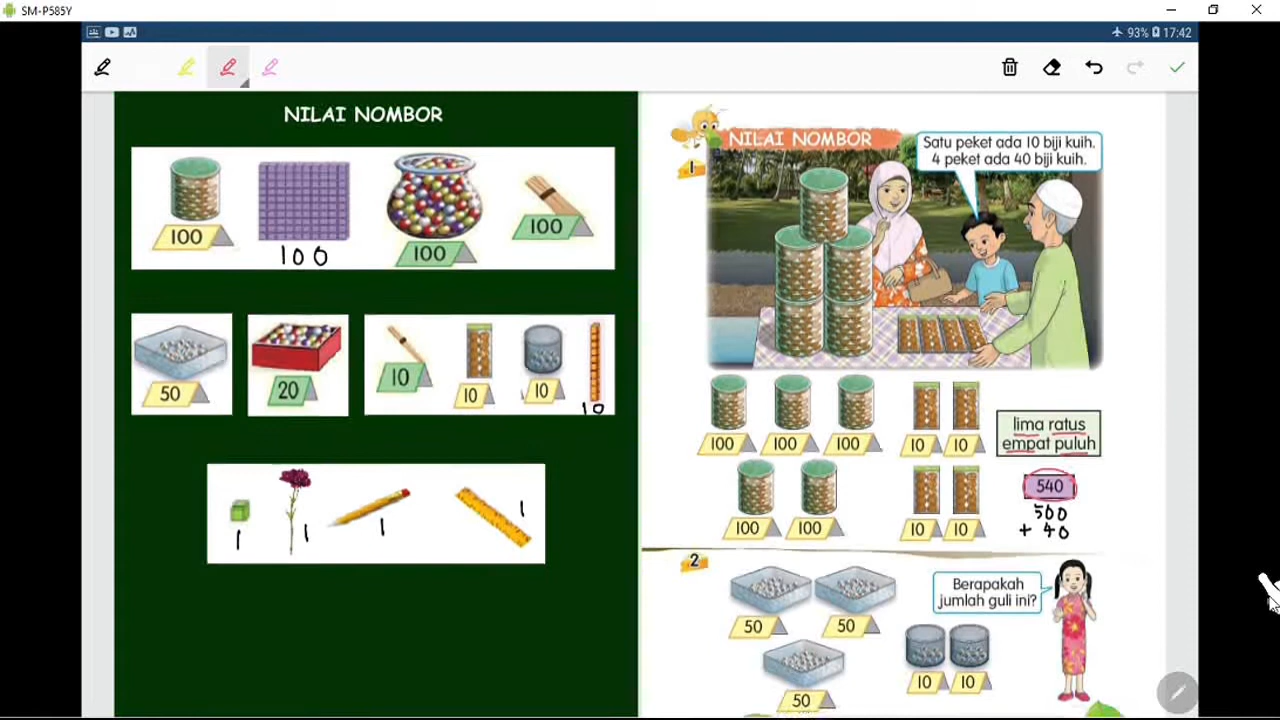 SM-P585Y
93% 17:42
NILAI NOMBOR
100
100
100
100
50
20
10
10
10
10
1
1
1
1
NILAI NOMBOR
1
Satu peket ada 10 biji kuih.
4 peket ada 40 biji kuih.
100 100 100 10 10
lima ratus
empat puluh
100 100 10 10
540
500
+ 40
2
Berapakah
jumlah guli ini?
50 50
50
10 10